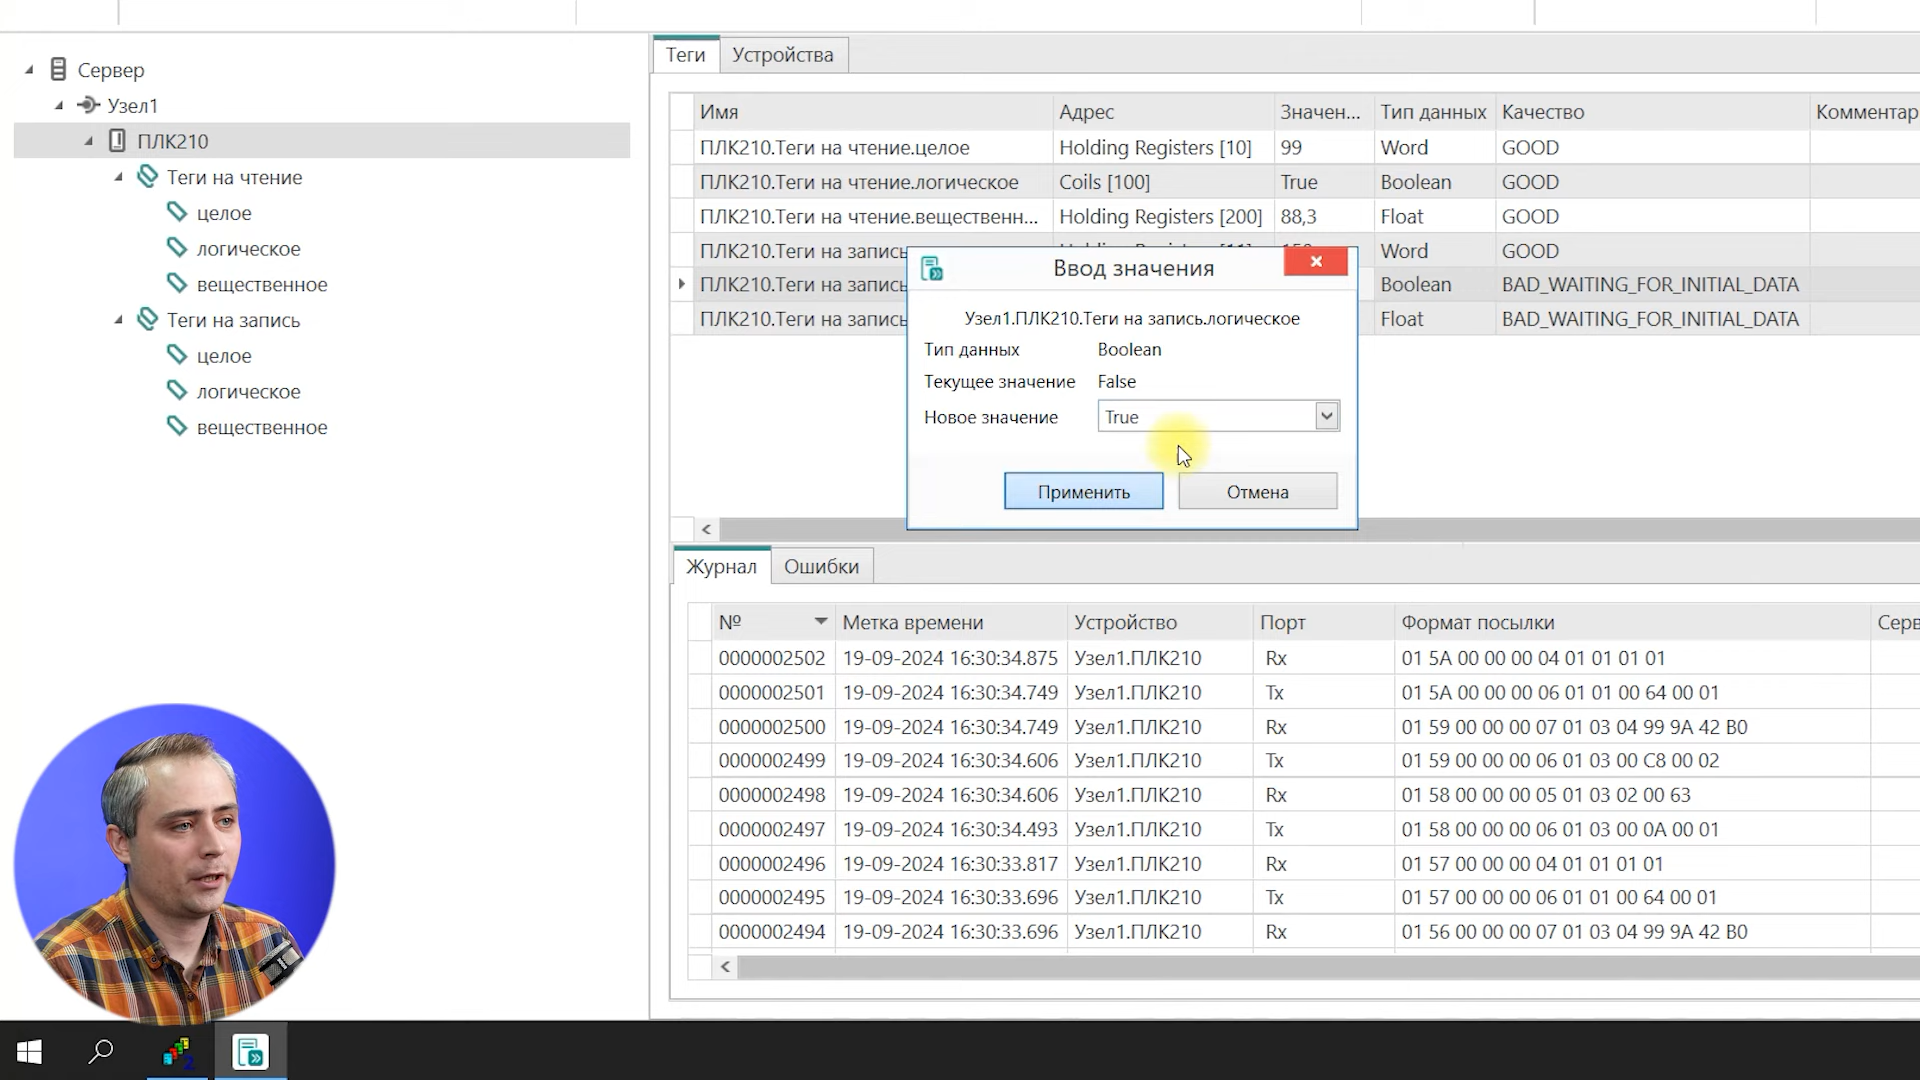 Сервер
Узел1
ПЛК210
Теги на чтение
целое
логическое
вещественное
Теги на запись
целое
логическое
вещественное
Теги Устройства
Имя Адрес Значен... Тип данных Качество Комментар
ПЛК210.Теги на чтение.целое Holding Registers [10] 99 Word GOOD
ПЛК210.Теги на чтение.логическое Coils [100] True Boolean GOOD
ПЛК210.Теги на чтение.вещественн... Holding Registers [200] 88,3 Float GOOD
ПЛК210.Теги на запись Word GOOD
ПЛК210.Теги на запись Boolean BAD_WAITING_FOR_INITIAL_DATA
ПЛК210.Теги на запись Float BAD_WAITING_FOR_INITIAL_DATA
Ввод значения
Узел1.ПЛК210.Теги на запись.логическое
Тип данных Boolean
Текущее значение False
Новое значение True
Применить Отмена
Журнал Ошибки
№ Метка времени Устройство Порт Формат посылки Серв
0000002502 19-09-2024 16:30:34.875 Узел1.ПЛК210 Rx 01 5A 00 00 00 04 01 01 01 01
0000002501 19-09-2024 16:30:34.749 Узел1.ПЛК210 Tx 01 5A 00 00 00 06 01 01 00 64 00 01
0000002500 19-09-2024 16:30:34.749 Узел1.ПЛК210 Rx 01 59 00 00 00 07 01 03 04 99 9A 42 B0
0000002499 19-09-2024 16:30:34.606 Узел1.ПЛК210 Tx 01 59 00 00 00 06 01 03 00 C8 00 02
0000002498 19-09-2024 16:30:34.606 Узел1.ПЛК210 Rx 01 58 00 00 00 05 01 03 02 00 63
0000002497 19-09-2024 16:30:34.493 Узел1.ПЛК210 Tx 01 58 00 00 00 06 01 03 00 0A 00 01
0000002496 19-09-2024 16:30:33.817 Узел1.ПЛК210 Rx 01 57 00 00 00 04 01 01 01 01
0000002495 19-09-2024 16:30:33.696 Узел1.ПЛК210 Tx 01 57 00 00 00 06 01 01 00 64 00 01
0000002494 19-09-2024 16:30:33.696 Узел1.ПЛК210 Rx 01 56 00 00 00 07 01 03 04 99 9A 42 B0